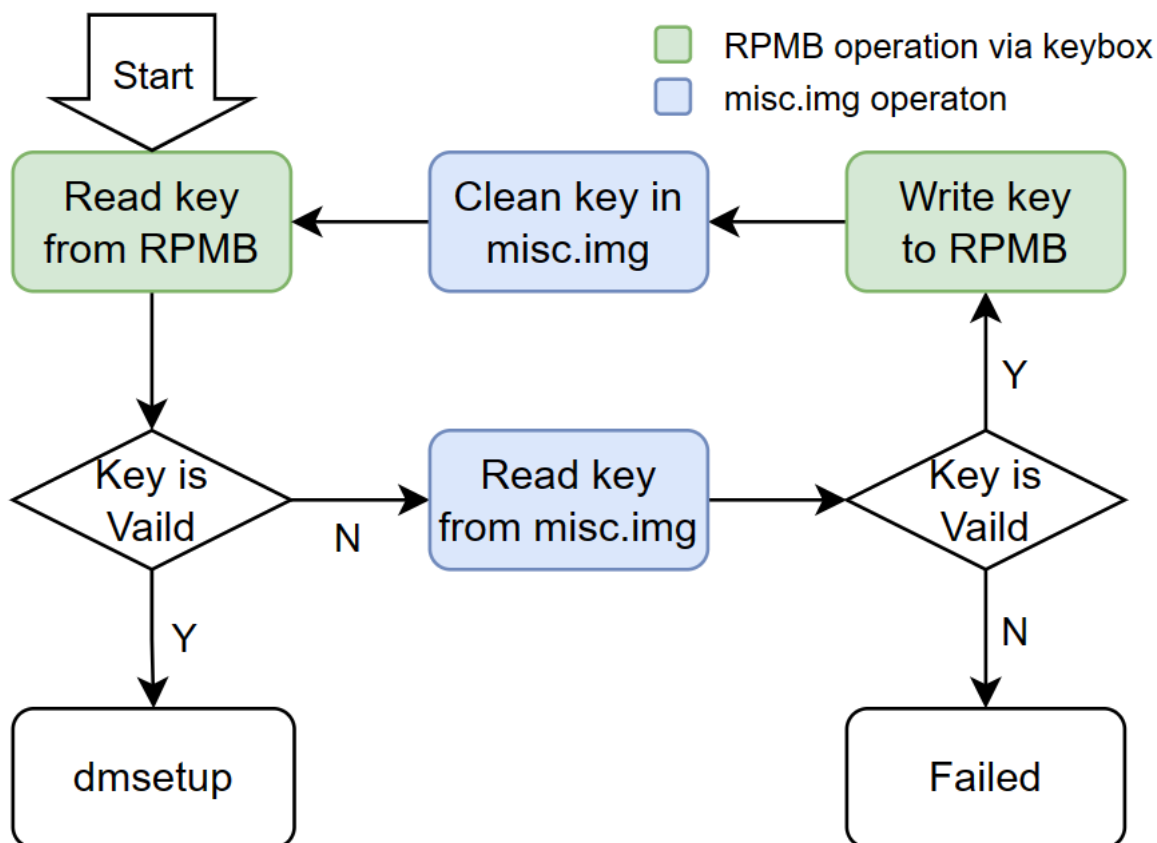 Start
RPMB operation via keybox
misc.img operaton
Read key
from RPMB
Clean key in
misc.img
Write key
to RPMB
Y
Key is
Vaild
N
Read key
from misc.img
Key is
Vaild
Y
N
dmsetup
Failed